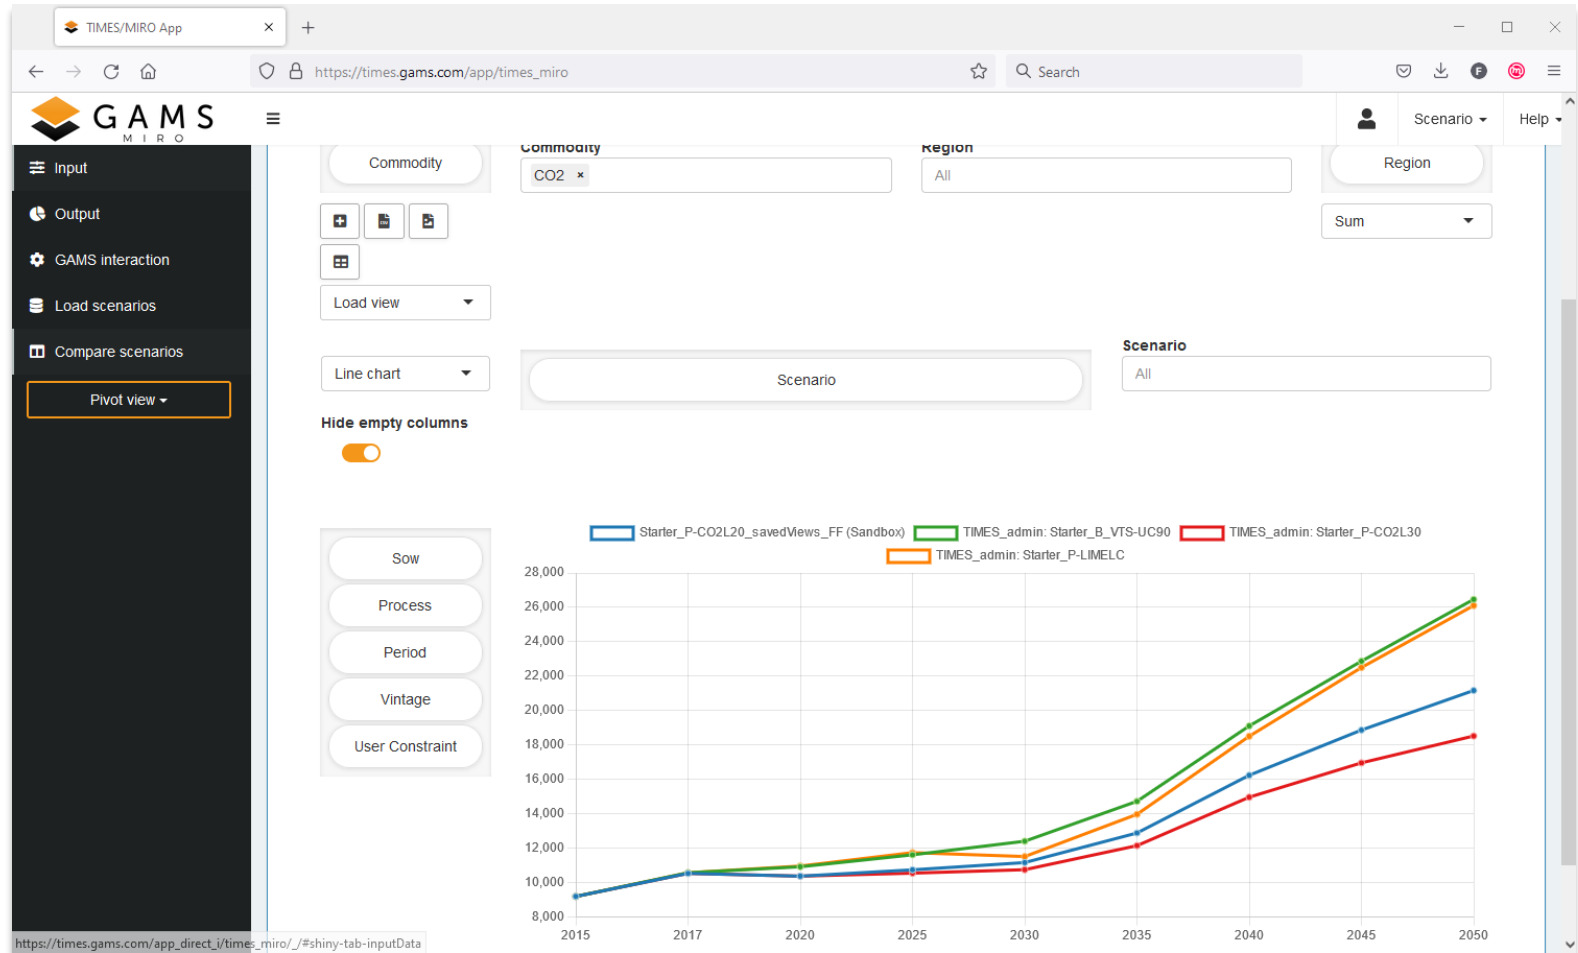 TIMES/MIRO App
https://times.gams.com/app/times_miro
Search
GAMS
MIRO
Scenario
Help
Input
Output
GAMS interaction
Load scenarios
Compare scenarios
Pivot view
Commodity
Commodity
CO2 ×
Region
All
Region
Sum
Load view
Line chart
Scenario
Scenario
All
Hide empty columns
Sow
Process
Period
Vintage
User Constraint
Starter_P-CO2L20_savedViews_FF (Sandbox) TIMES_admin: Starter_B_VTS-UC90 TIMES_admin: Starter_P-CO2L30
TIMES_admin: Starter_P-LIMELC
28,000
26,000
24,000
22,000
20,000
18,000
16,000
14,000
12,000
10,000
8,000
2015 2017 2020 2025 2030 2035 2040 2045 2050
https://times.gams.com/app_direct_i/times_miro/_/#shiny-tab-inputData